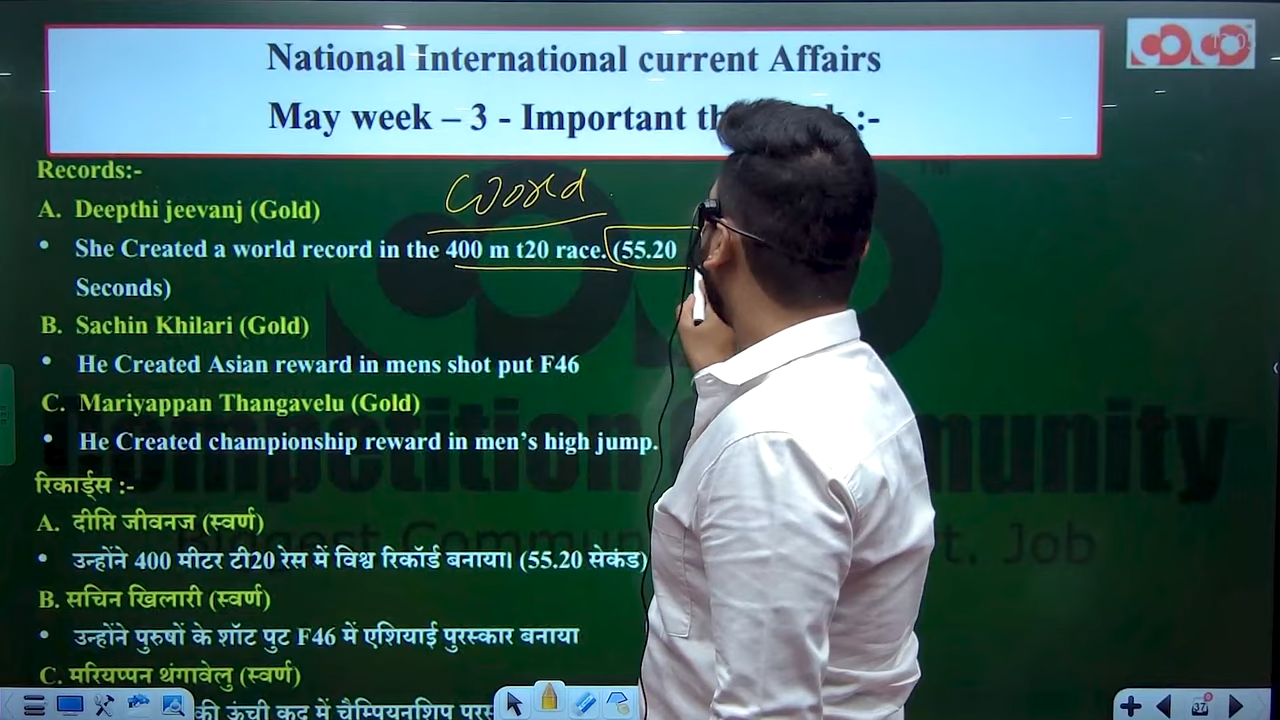 National International current Affairs
May week – 3 - Important :-
Records:-
World
A. Deepthi jeevanj (Gold)
• She Created a world record in the 400 m t20 race. (55.20
Seconds)
B. Sachin Khilari (Gold)
• He Created Asian reward in mens shot put F46
C. Mariyappan Thangavelu (Gold)
• He Created championship reward in men’s high jump.
रिकार्ड्स :-
A. दीप्ति जीवनज (स्वर्ण)
• उन्होंने 400 मीटर टी20 रेस में विश्व रिकॉर्ड बनाया। (55.20 सेकंड)
B. सचिन खिलारी (स्वर्ण)
• उन्होंने पुरुषों के शॉट पुट F46 में एशियाई पुरस्कार बनाया
C. मरियप्पन थंगावेलु (स्वर्ण)
की ऊंची कूद में चैम्पियनशिप
37